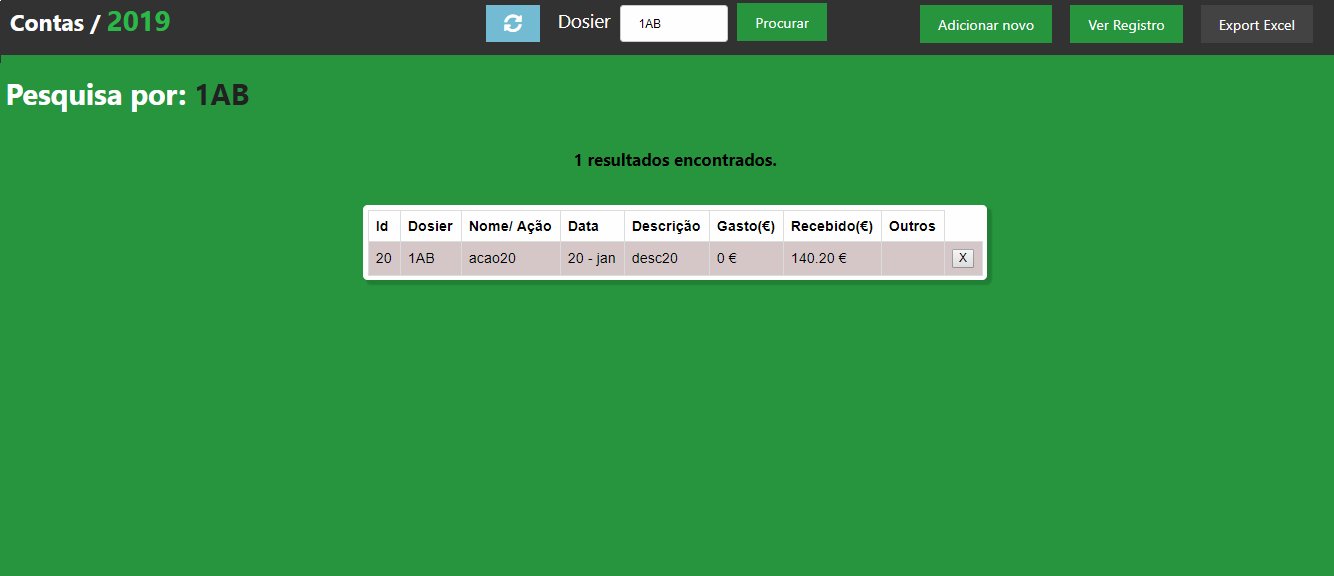 Contas / 2019 Dosier 1AB Procurar Adicionar novo Ver Registro Export Excel
Pesquisa por: 1AB
1 resultados encontrados.
Id Dosier Nome/ Ação Data Descrição Gasto(€) Recebido(€) Outros
20 1AB acao20 20 - jan desc20 0 € 140.20 € X